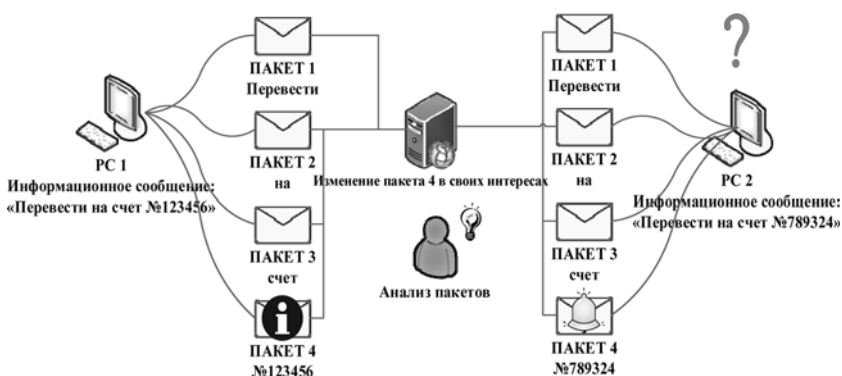 ПАКЕТ 1
Перевести
ПАКЕТ 1
Перевести
PC 1
Информационное сообщение:
«Перевести на счет №123456»
ПАКЕТ 2
на
Изменение пакета 4 в своих интересах
ПАКЕТ 2
на
PC 2
Информационное сообщение:
«Перевести на счет №789324»
ПАКЕТ 3
счет
Анализ пакетов
ПАКЕТ 3
счет
ПАКЕТ 4
№123456
ПАКЕТ 4
№789324